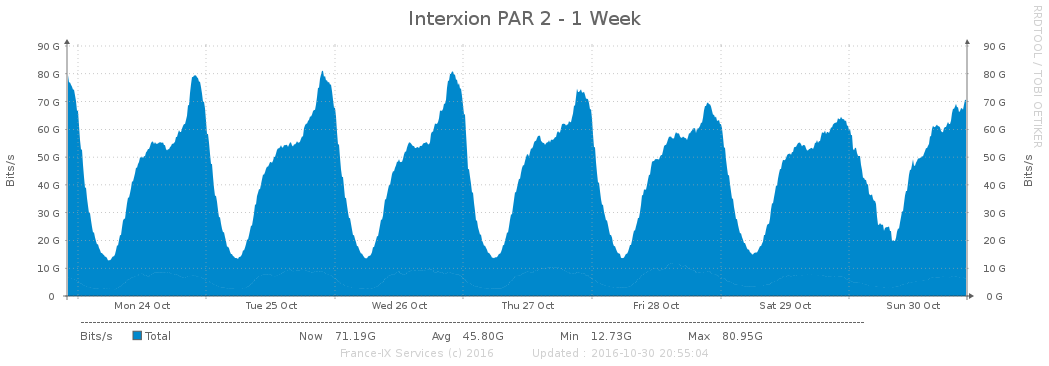 Interxion PAR 2 - 1 Week
RRDTOOL / TOBI OETIKER
Bits/s
90 G
80 G
70 G
60 G
50 G
40 G
30 G
20 G
10 G
0
90 G
80 G
70 G
60 G
50 G
40 G
30 G
20 G
10 G
0 G
Bits/s
Mon 24 Oct Tue 25 Oct Wed 26 Oct Thu 27 Oct Fri 28 Oct Sat 29 Oct Sun 30 Oct
Bits/s Total Now 71.19G Avg 45.80G Min 12.73G Max 80.95G
France-IX Services (c) 2016 Updated : 2016-10-30 20:55:04